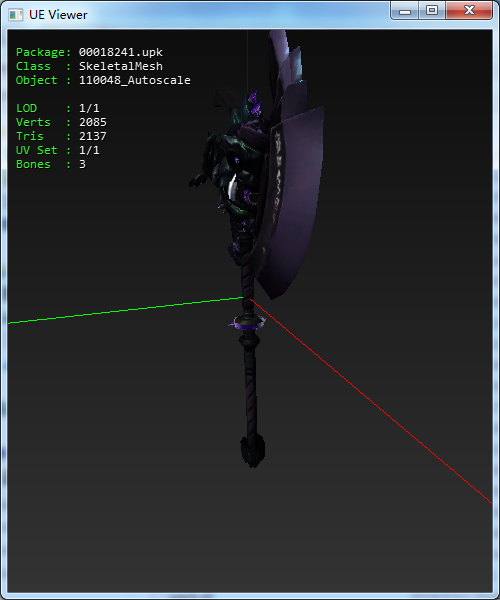 UE Viewer
Package: 00018241.upk
Class : SkeletalMesh
Object : 110048_Autoscale
LOD : 1/1
Verts : 2085
Tris : 2137
UV Set : 1/1
Bones : 3